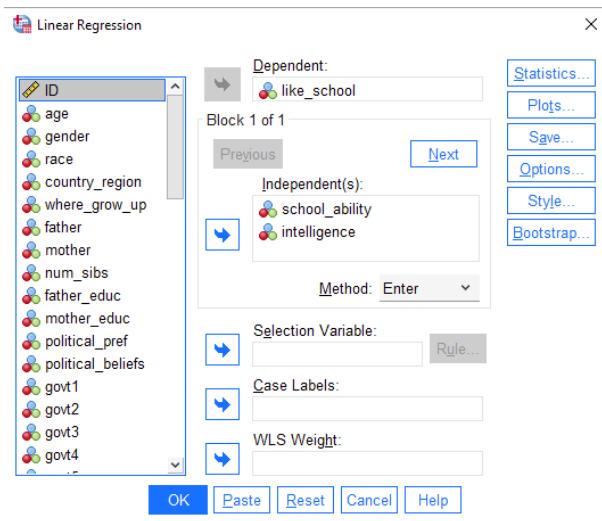 Linear Regression
ID
age
gender
race
country_region
where_grow_up
father
mother
num_sibs
father_educ
mother_educ
political_pref
political_beliefs
govt1
govt2
govt3
govt4
Dependent:
like_school
Block 1 of 1
Previous
Next
Independent(s):
school_ability
intelligence
Method: Enter
Selection Variable:
Rule...
Case Labels:
WLS Weight:
Statistics...
Plots...
Save...
Options...
Style...
Bootstrap...
OK Paste Reset Cancel Help